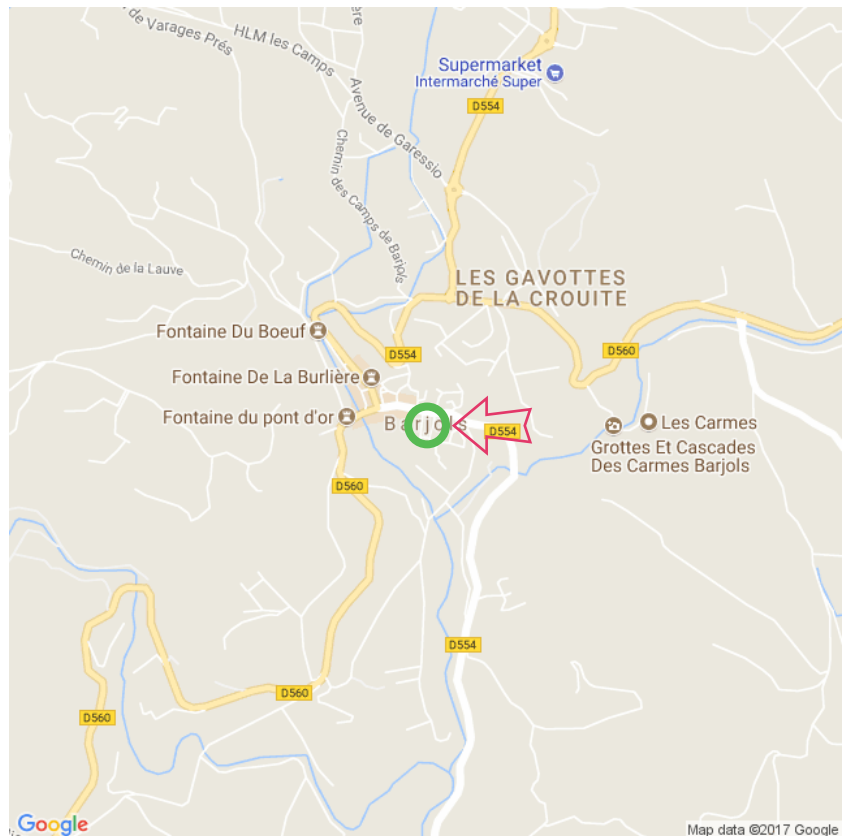 de Varages Prés
HLM les Camps
Supermarket
Intermarché Super
D554
Avenue de Garessio
Chemin des Camps de Barjols
Chemin de la Lauve
LES GAVOTTES
DE LA CROUITE
Fontaine Du Boeuf
D554
D560
Fontaine De La Burlière
Fontaine du pont d'or
Barjols
D554
Les Carmes
Grottes Et Cascades
Des Carmes Barjols
D560
D554
D560
D560
Google
Map data ©2017 Google